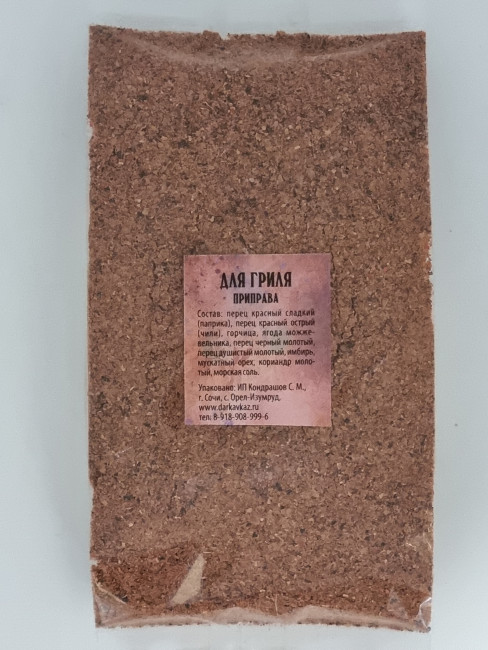 ДЛЯ ГРИЛЯ
ПРИПРАВА
Состав: перец красный сладкий
(паприка), перец красный острый
(чили), горчица, ягода можже-
вельника, перец черный молотый,
перец душистый молотый, имбирь,
мускатный орех, кориандр моло-
тый, морская соль.
Упаковано: ИП Кондрашов С. М.,
г. Сочи, с. Орел-Изумруд,
www.darkavkaz.ru
тел. 8-918-908-999-6